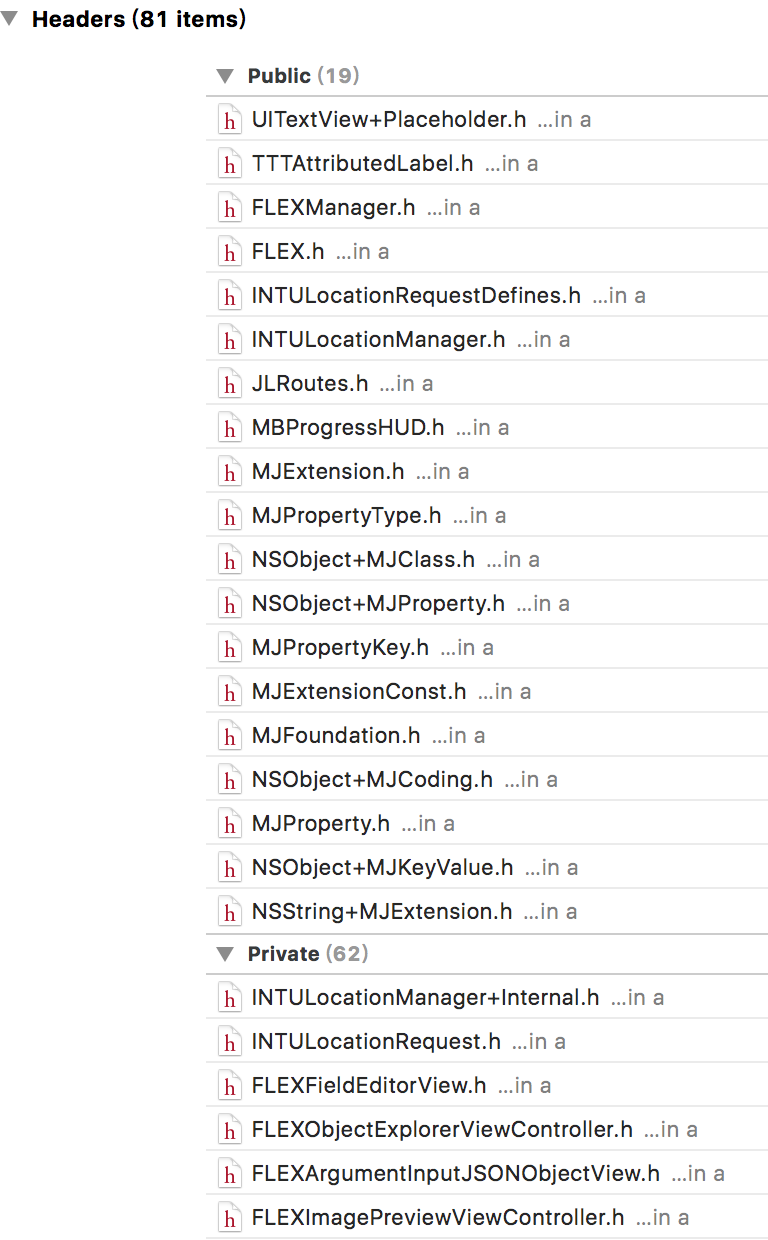 Headers (81 items)
Public (19)
UITextView+Placeholder.h ...in a
TTTAttributedLabel.h ...in a
FLEXManager.h ...in a
FLEX.h ...in a
INTULocationRequestDefines.h ...in a
INTULocationManager.h ...in a
JLRoutes.h ...in a
MBProgressHUD.h ...in a
MJExtension.h ...in a
MJPropertyType.h ...in a
NSObject+MJClass.h ...in a
NSObject+MJProperty.h ...in a
MJPropertyKey.h ...in a
MJExtensionConst.h ...in a
MJFoundation.h ...in a
NSObject+MJCoding.h ...in a
MJProperty.h ...in a
NSObject+MJKeyValue.h ...in a
NSString+MJExtension.h ...in a
Private (62)
INTULocationManager+Internal.h ...in a
INTULocationRequest.h ...in a
FLEXFieldEditorView.h ...in a
FLEXObjectExplorerViewController.h ...in a
FLEXArgumentInputJSONObjectView.h ...in a
FLEXImagePreviewViewController.h ...in a